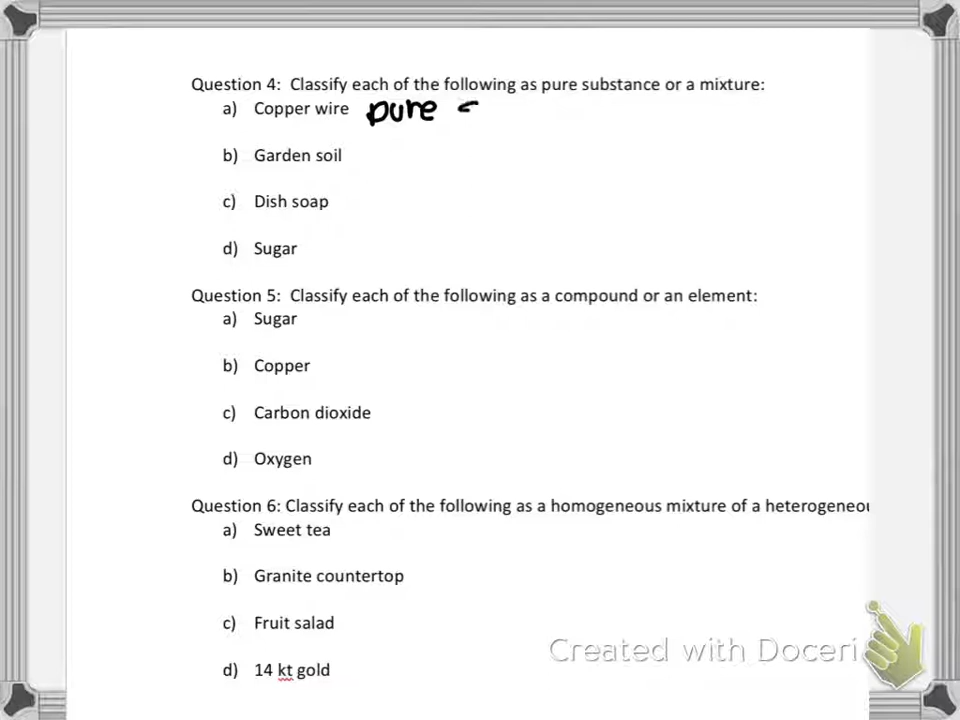 Question 4: Classify each of the following as pure substance or a mixture:
a) Copper wire pure
b) Garden soil
c) Dish soap
d) Sugar
Question 5: Classify each of the following as a compound or an element:
a) Sugar
b) Copper
c) Carbon dioxide
d) Oxygen
Question 6: Classify each of the following as a homogeneous mixture of a
a) Sweet tea
b) Granite countertop
c) Fruit salad
Created with Doceri
d) 14 kt gold